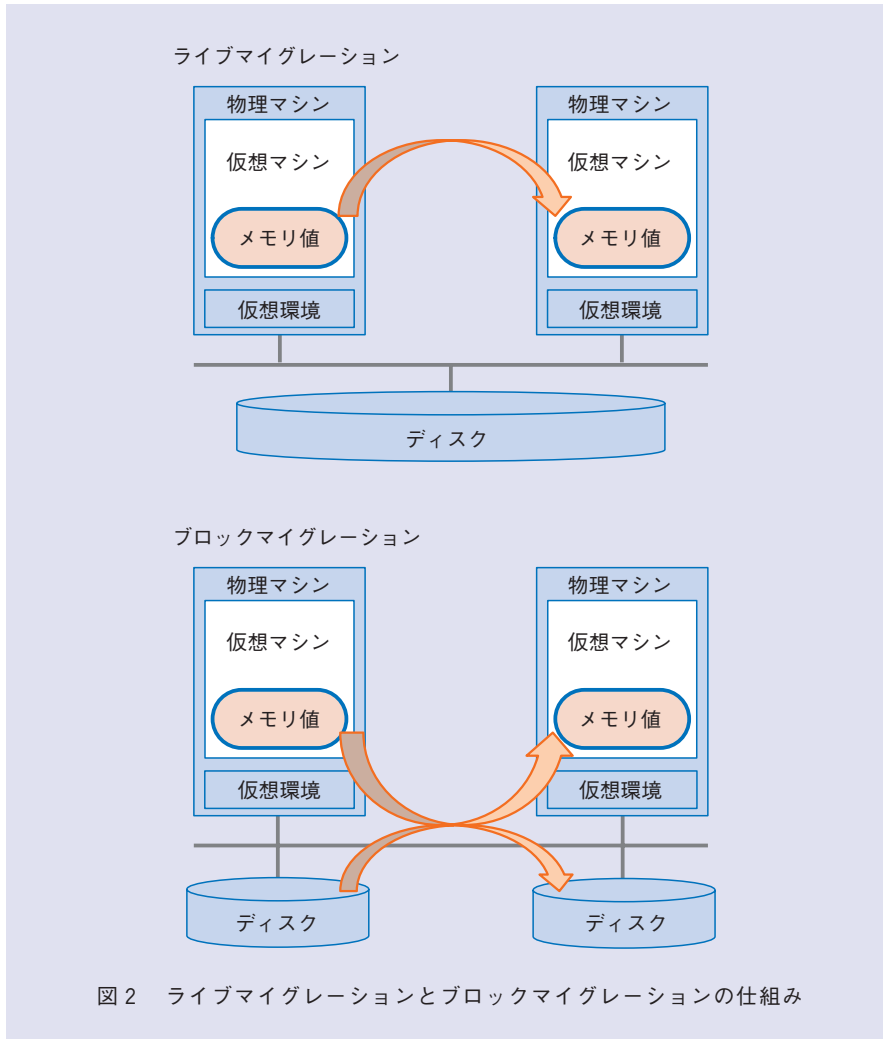 ライブマイグレーション
物理マシン
物理マシン
仮想マシン
仮想マシン
メモリ値
メモリ値
仮想環境
仮想環境
ディスク
ブロックマイグレーション
物理マシン
物理マシン
仮想マシン
仮想マシン
メモリ値
メモリ値
仮想環境
仮想環境
ディスク
ディスク
図2 ライブマイグレーションとブロックマイグレーションの仕組み